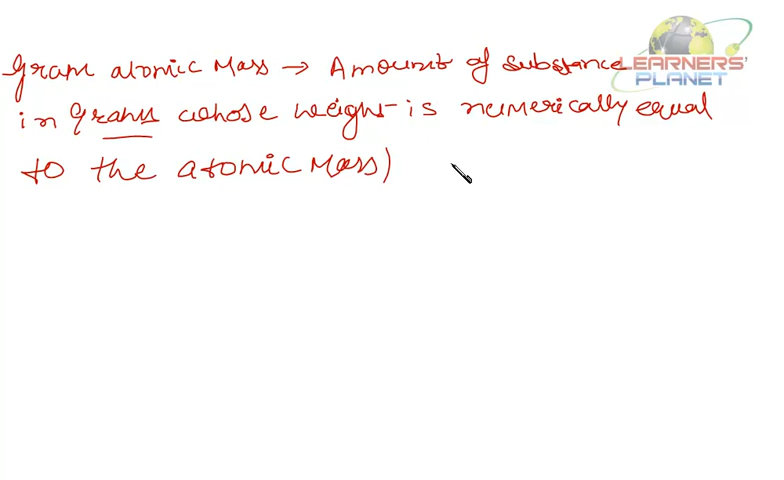 Gram atomic Mass → Amount of substance
in grams whose weight is numerically equal
to the atomic Mass)
LEARNERS'
PLANET